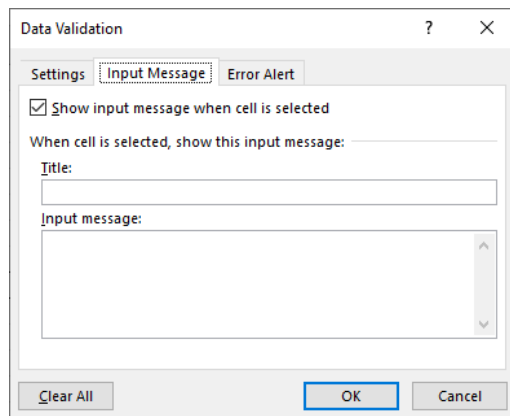 Data Validation ? ×
Settings Input Message Error Alert
Show input message when cell is selected
When cell is selected, show this input message:
Title:
Input message:
Clear All OK Cancel